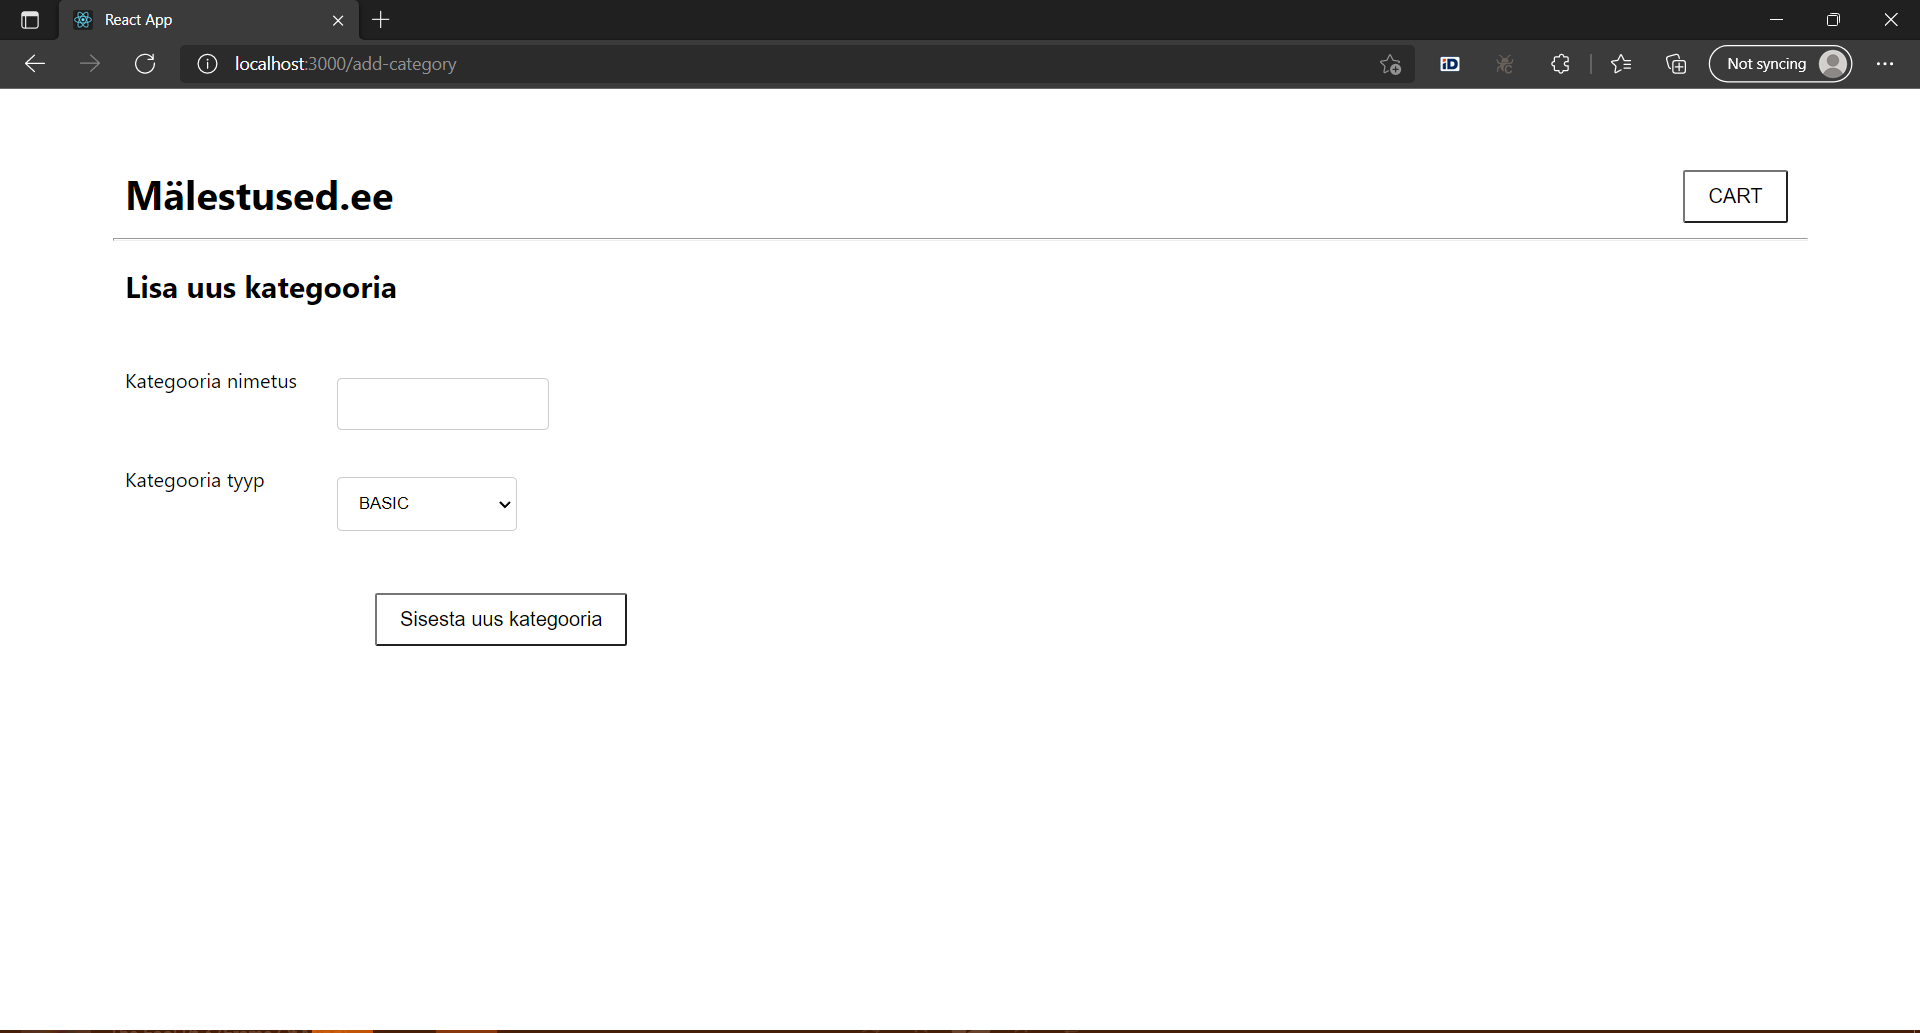 React App
localhost:3000/add-category
iD
Not syncing
Mälestused.ee
CART
Lisa uus kategooria
Kategooria nimetus
Kategooria tyyp
BASIC
Sisesta uus kategooria